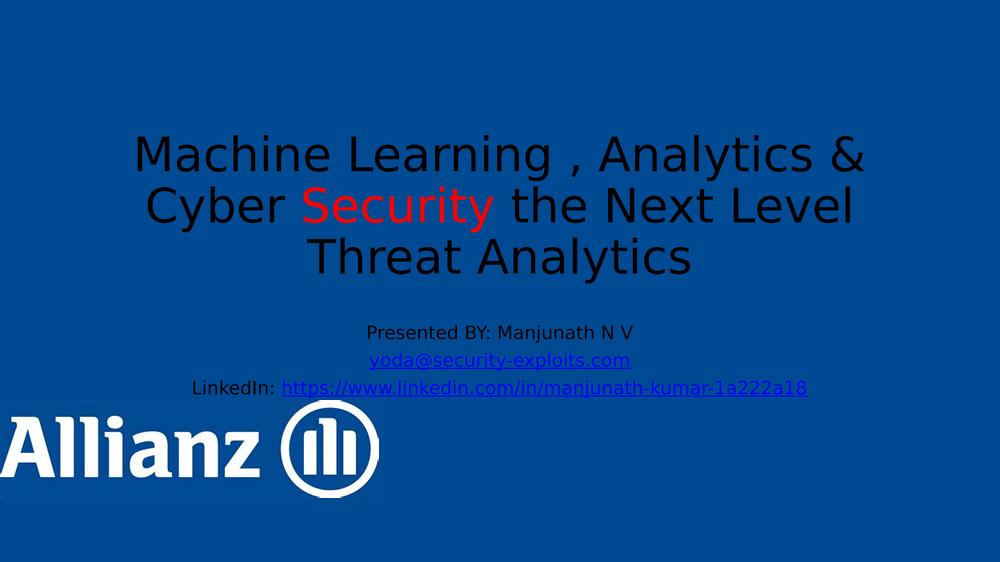 Machine Learning , Analytics &
Cyber Security the Next Level
Threat Analytics
Presented BY: Manjunath N V
yoda@security-exploits.com
LinkedIn: https://www.linkedin.com/in/manjunath-kumar-1a222a18
Allianz